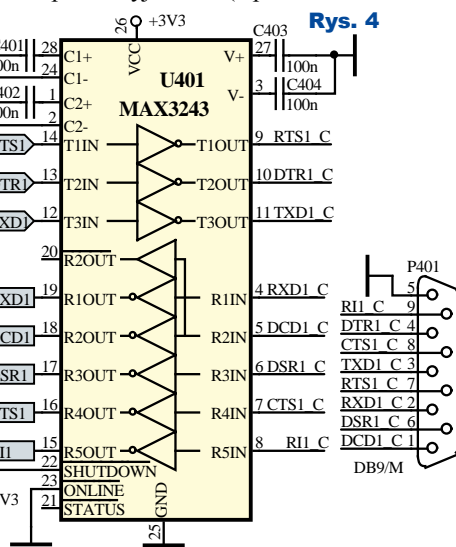 Rys. 4
26 +3V3
VCC
C401 28 C1+
00n
24 C1-
402 1 C2+
00n
2 C2-
U401
MAX3243
V+ 27 C403
100n
V- 3 C404
100n
TS1 14 T1IN T1OUT 9 RTS1_C
TR1 13 T2IN T2OUT 10 DTR1_C
XD1 12 T3IN T3OUT 11 TXD1_C
20 R2OUT
XD1 19 R1OUT R1IN 4 RXD1_C
CD1 18 R2OUT R2IN 5 DCD1_C
SR1 17 R3OUT R3IN 6 DSR1_C
TS1 16 R4OUT R4IN 7 CTS1_C
I1 15 R5OUT R5IN 8 RI1_C
22 SHUTDOWN
23 ONLINE
V3 21 STATUS
GND
25
P401
5
RI1_C 9
DTR1_C 4
CTS1_C 8
TXD1_C 3
RTS1_C 7
RXD1_C 2
DSR1_C 6
DCD1_C 1
DB9/M